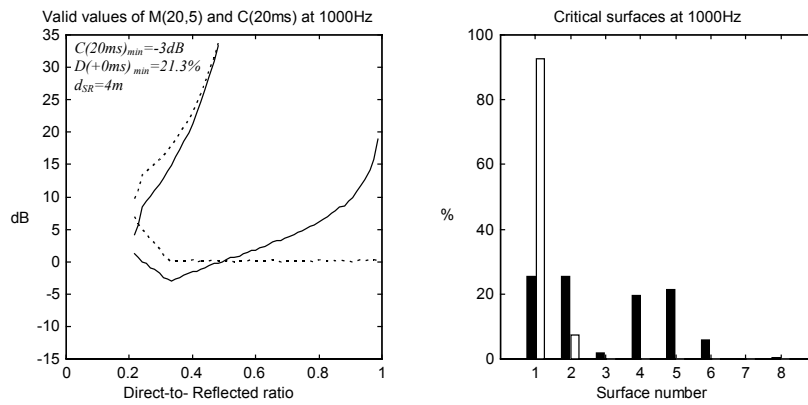 Valid values of M(20,5) and C(20ms) at 1000Hz
C(20ms)min=-3dB
D(+0ms) min=21.3%
dSR=4m
35
30
25
20
15
10
5
0
-5
-10
-15
dB
0 0.2 0.4 0.6 0.8 1
Direct-to- Reflected ratio
Critical surfaces at 1000Hz
100
80
60
40
20
0
%
1 2 3 4 5 6 7 8
Surface number